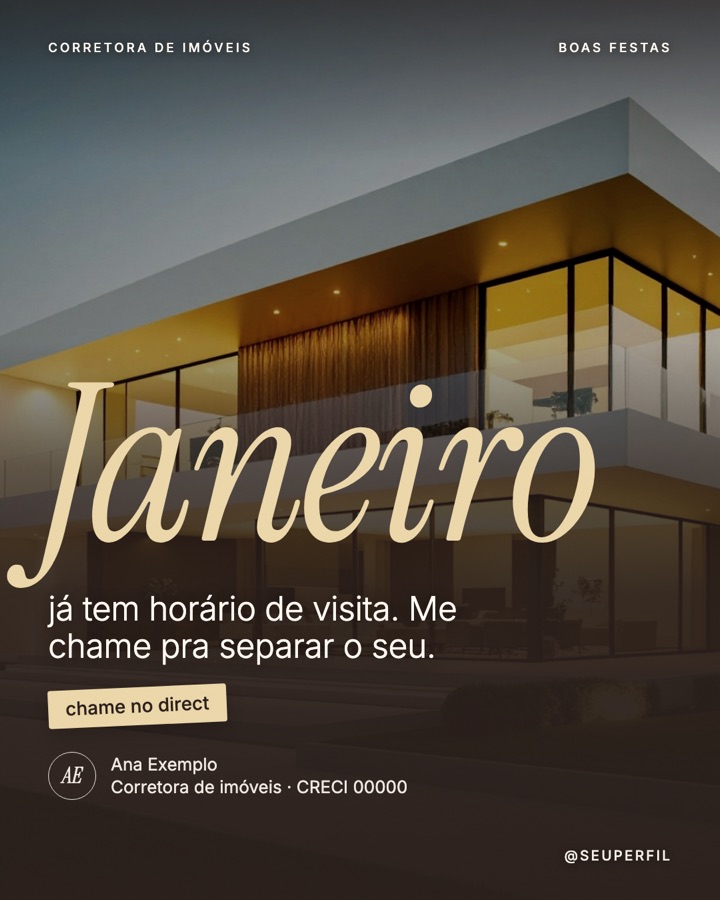 CORRETORA DE IMÓVEIS
BOAS FESTAS
Janeiro
já tem horário de visita. Me
chame pra separar o seu.
chame no direct
AE
Ana Exemplo
Corretora de imóveis · CRECI 00000
@SEUPERFIL